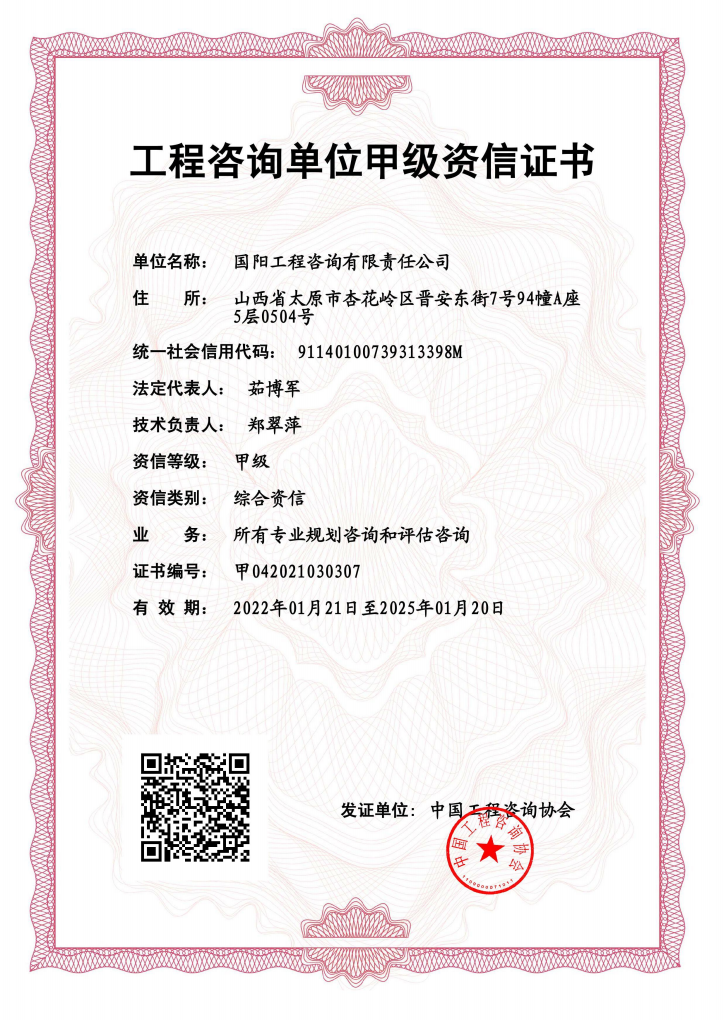 工程咨询单位甲级资信证书
单位名称： 国阳工程咨询有限责任公司
住　　所： 山西省太原市杏花岭区晋安东街7号94幢A座
5层0504号
统一社会信用代码： 91140100739313398M
法定代表人： 茹博军
技术负责人： 郑翠萍
资信等级： 甲级
资信类别： 综合资信
业　　务： 所有专业规划咨询和评估咨询
证书编号： 甲042021030307
有 效 期： 2022年01月21日至2025年01月20日
发证单位： 中国工程咨询协会
中国工程咨询协会